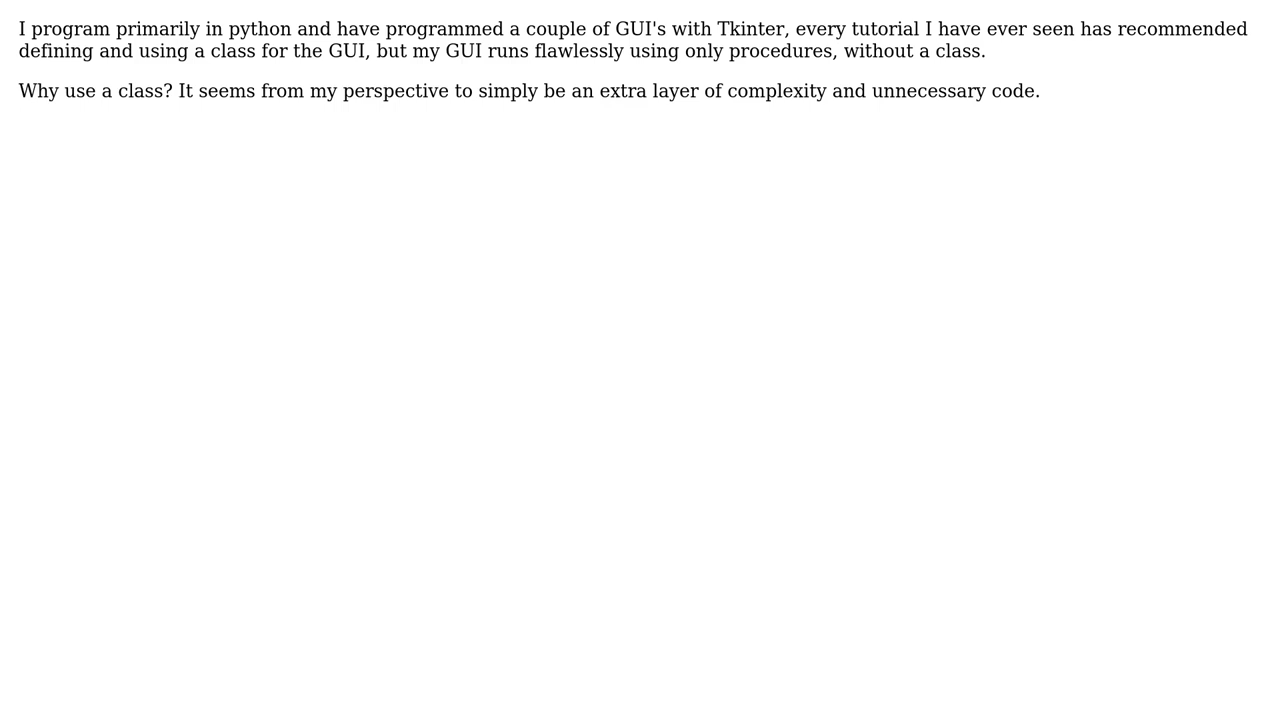 I program primarily in python and have programmed a couple of GUI's with Tkinter, every tutorial I have ever seen has recommended
defining and using a class for the GUI, but my GUI runs flawlessly using only procedures, without a class.
Why use a class? It seems from my perspective to simply be an extra layer of complexity and unnecessary code.